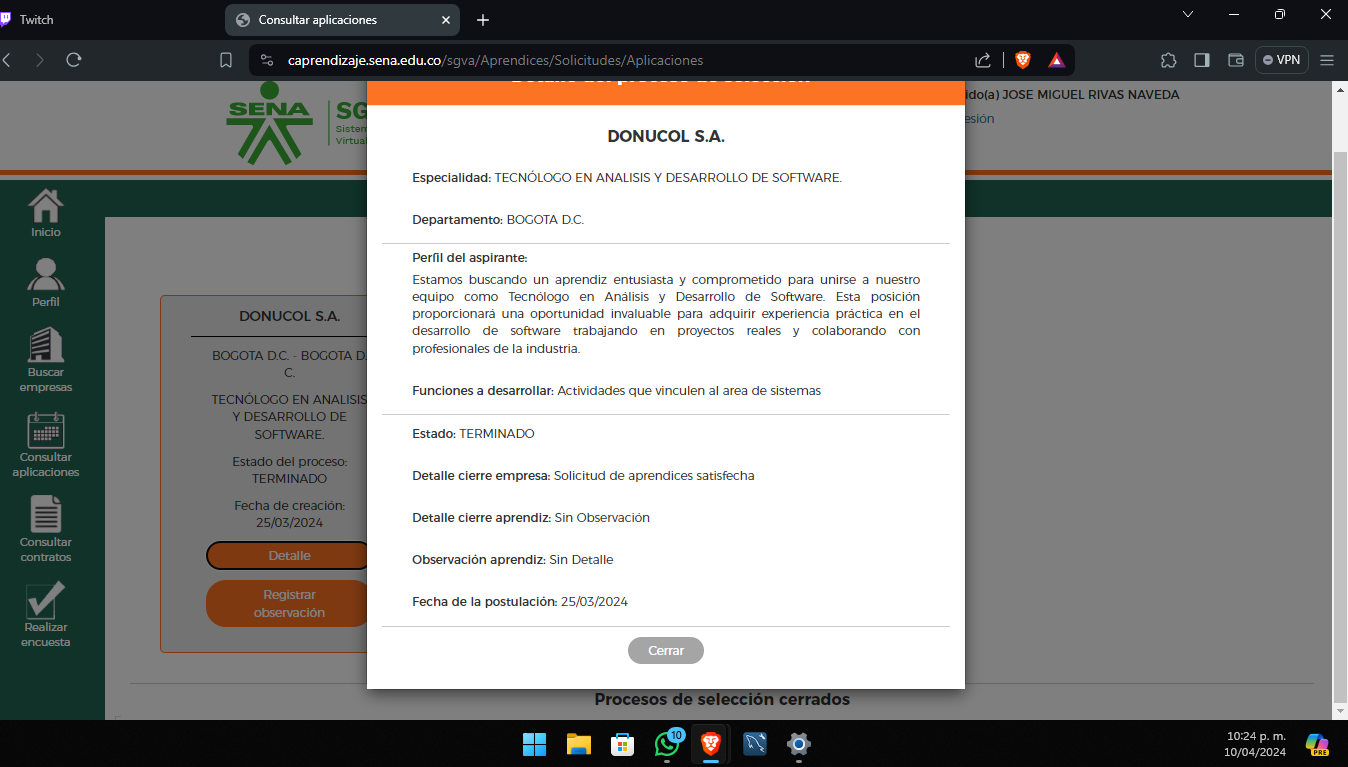 Twitch
Consultar aplicaciones
caprendizaje.sena.edu.co/sgva/Aprendices/Solicitudes/Aplicaciones
VPN
SENA
SG
Sistem
Virtual
ido(a) JOSE MIGUEL RIVAS NAVEDA
esión
Inicio
Perfil
Buscar
empresas
Consultar
aplicaciones
Consultar
contratos
Realizar
encuesta
DONUCOL S.A.
BOGOTA D.C. - BOGOTA D.
C.
TECNÓLOGO EN ANALISIS
Y DESARROLLO DE
SOFTWARE.
Estado del proceso:
TERMINADO
Fecha de creación:
25/03/2024
Detalle
Registrar
observación
DONUCOL S.A.
Especialidad: TECNÓLOGO EN ANALISIS Y DESARROLLO DE SOFTWARE.
Departamento: BOGOTA D.C.
Perfil del aspirante:
Estamos buscando un aprendiz entusiasta y comprometido para unirse a nuestro
equipo como Tecnólogo en Análisis y Desarrollo de Software. Esta posición
proporcionará una oportunidad invaluable para adquirir experiencia práctica en el
desarrollo de software trabajando en proyectos reales y colaborando con
profesionales de la industria.
Funciones a desarrollar: Actividades que vinculen al area de sistemas
Estado: TERMINADO
Detalle cierre empresa: Solicitud de aprendices satisfecha
Detalle cierre aprendiz: Sin Observación
Observación aprendiz: Sin Detalle
Fecha de la postulación: 25/03/2024
Cerrar
Procesos de selección cerrados
10
10:24 p. m.
10/04/2024
PRE